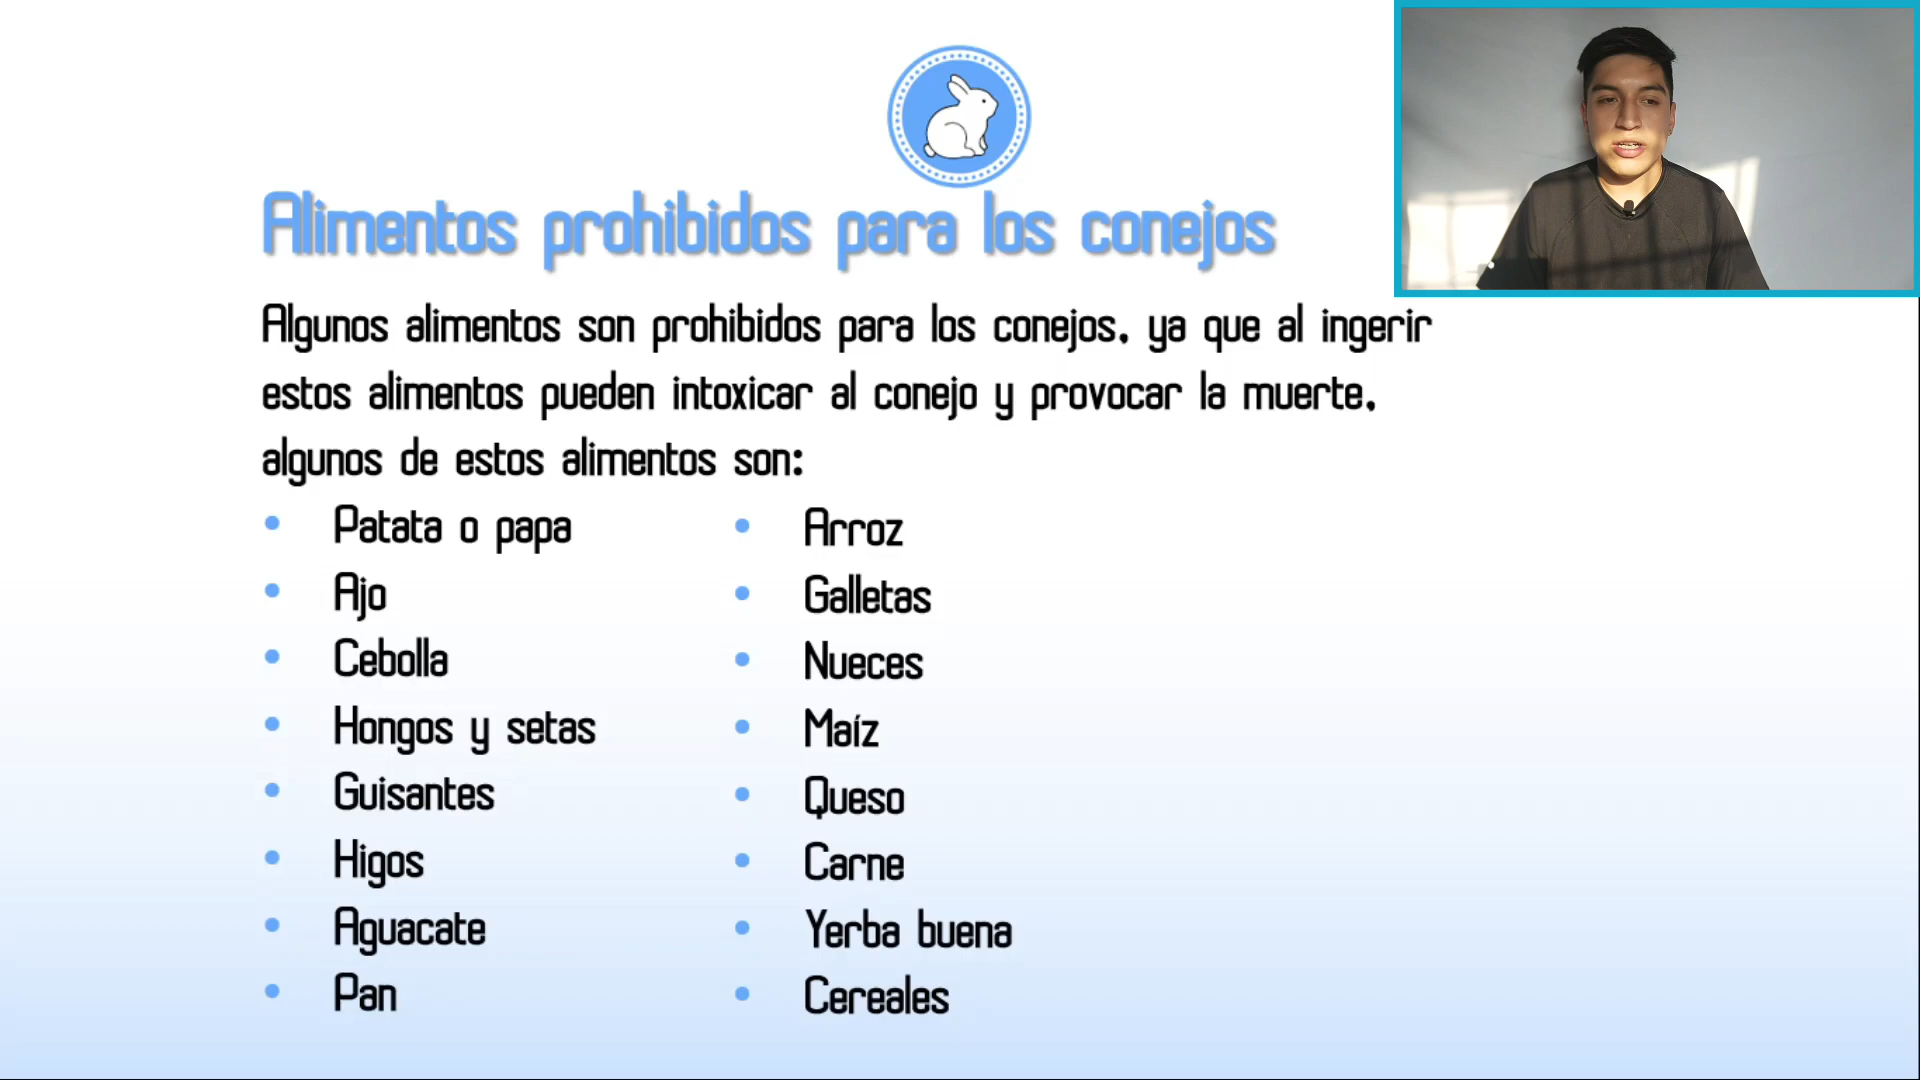 Alimentos prohibidos para los conejos
Algunos alimentos son prohibidos para los conejos, ya que al ingerir
estos alimentos pueden intoxicar al conejo y provocar la muerte,
algunos de estos alimentos son:
• Patata o papa
• Ajo
• Cebolla
• Hongos y setas
• Guisantes
• Higos
• Aguacate
• Pan
• Arroz
• Galletas
• Nueces
• Maíz
• Queso
• Carne
• Yerba buena
• Cereales